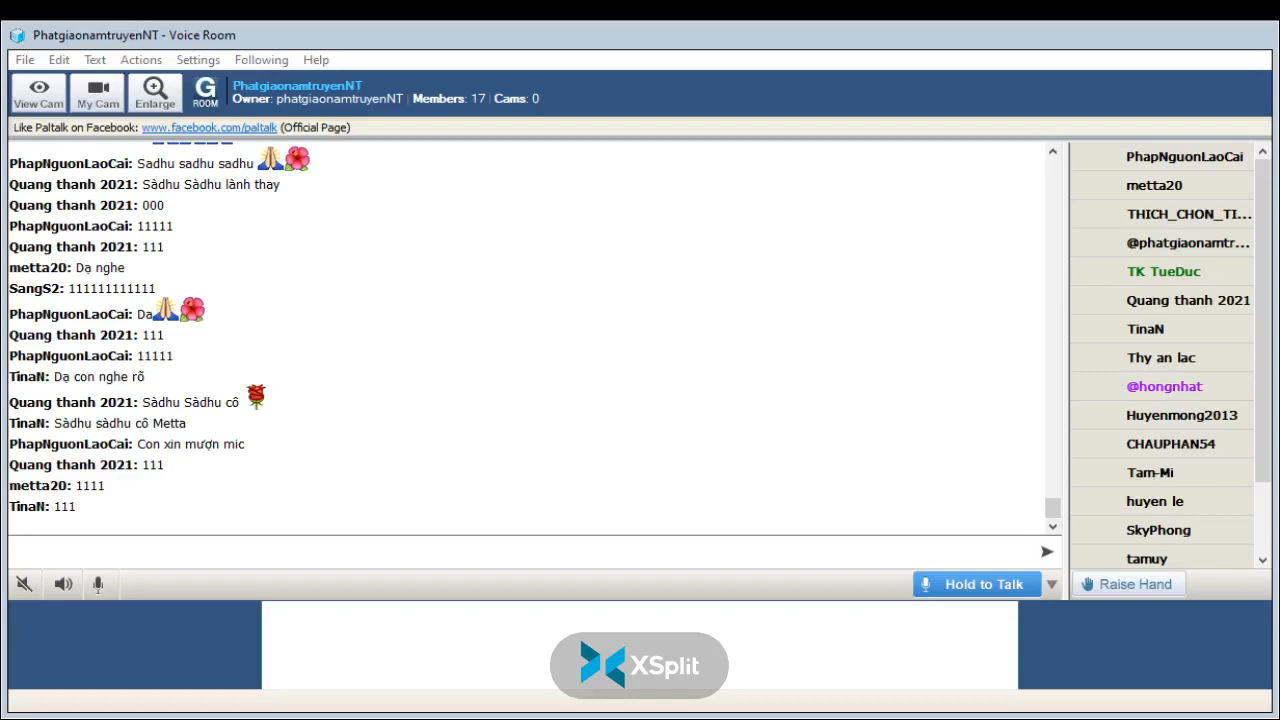 PhatgiaonamtruyenNT - Voice Room
File Edit Text Actions Settings Following Help
View Cam My Cam Enlarge G ROOM
PhatgiaonamtruyenNT
Owner: phatgiaonamtruyenNT | Members: 17 | Cams: 0
Like Paltalk on Facebook: www.facebook.com/paltalk (Official Page)
PhapNguonLaoCai: Sadhu sadhu sadhu
Quang thanh 2021: Sàdhu Sàdhu lành thay
Quang thanh 2021: 000
PhapNguonLaoCai: 11111
Quang thanh 2021: 111
metta20: Dạ nghe
SangS2: 111111111111
PhapNguonLaoCai: Da
Quang thanh 2021: 111
PhapNguonLaoCai: 11111
TinaN: Dạ con nghe rõ
Quang thanh 2021: Sàdhu Sàdhu cô
TinaN: Sàdhu sàdhu cô Metta
PhapNguonLaoCai: Con xin mượn mic
Quang thanh 2021: 111
metta20: 1111
TinaN: 111
PhapNguonLaoCai
metta20
THICH_CHON_TI...
@phatgiaonamtr...
TK TueDuc
Quang thanh 2021
TinaN
Thy an lac
@hongnhat
Huyenmong2013
CHAUPHAN54
Tam-Mi
huyen le
SkyPhong
tamuy
Hold to Talk
Raise Hand
XSplit